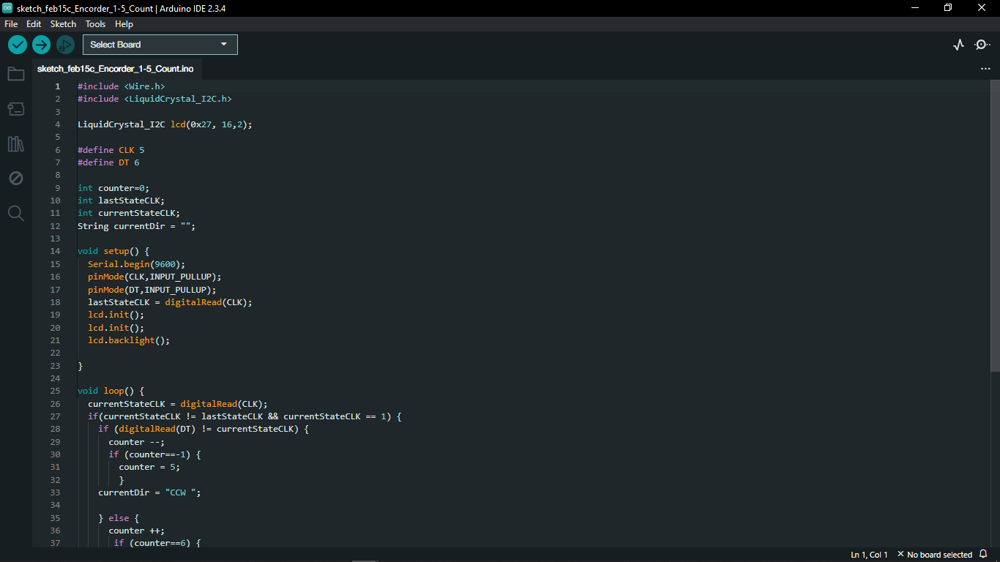 sketch_feb15c_Encorder_1-5_Count | Arduino IDE 2.3.4
File Edit Sketch Tools Help
Select Board
sketch_feb15c_Encorder_1-5_Count.ino
1 #include <Wire.h>
2 #include <LiquidCrystal_I2C.h>
3
4 LiquidCrystal_I2C lcd(0x27, 16,2);
5
6 #define CLK 5
7 #define DT 6
8
9 int counter=0;
10 int lastStateCLK;
11 int currentStateCLK;
12 String currentDir = "";
13
14 void setup() {
15 Serial.begin(9600);
16 pinMode(CLK,INPUT_PULLUP);
17 pinMode(DT,INPUT_PULLUP);
18 lastStateCLK = digitalRead(CLK);
19 lcd.init();
20 lcd.init();
21 lcd.backlight();
22
23 }
24
25 void loop() {
26 currentStateCLK = digitalRead(CLK);
27 if(currentStateCLK != lastStateCLK && currentStateCLK == 1) {
28 if (digitalRead(DT) != currentStateCLK) {
29 counter --;
30 if (counter==-1) {
31 counter = 5;
32 }
33 currentDir = "CCW ";
34
35 } else {
36 counter ++;
37 if (counter==6) {
Ln 1, Col 1 × No board selected